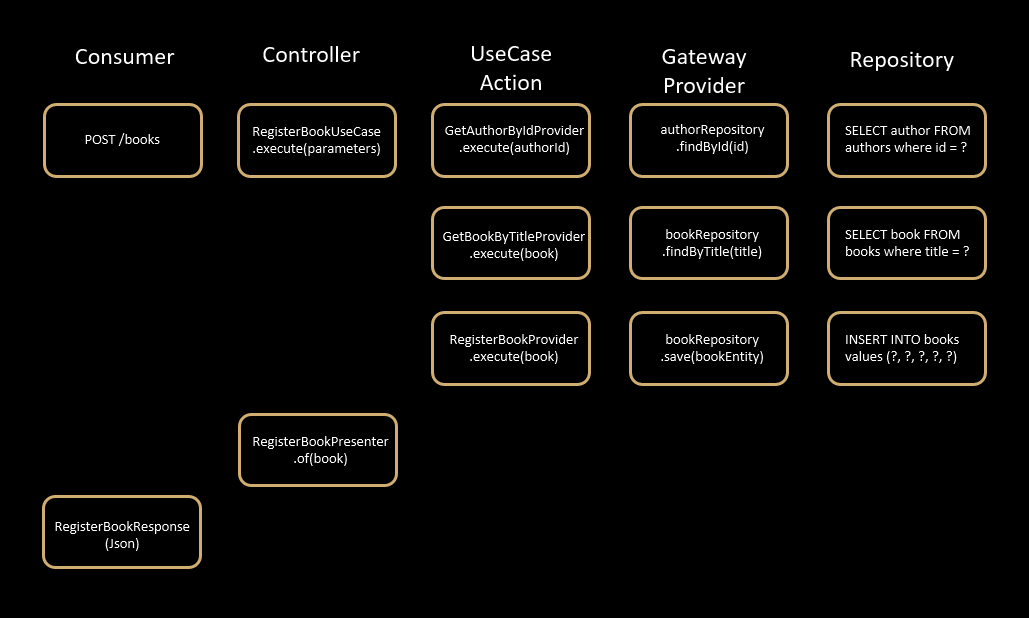 Consumer
Controller
UseCase
Action
Gateway
Provider
Repository
POST /books
RegisterBookUseCase
.execute(parameters)
GetAuthorByIdProvider
.execute(authorId)
authorRepository
.findById(id)
SELECT author FROM
authors where id = ?
GetBookByTitleProvider
.execute(book)
bookRepository
.findByTitle(title)
SELECT book FROM
books where title = ?
RegisterBookProvider
.execute(book)
bookRepository
.save(bookEntity)
INSERT INTO books
values (?, ?, ?, ?, ?)
RegisterBookPresenter
.of(book)
RegisterBookResponse
(Json)